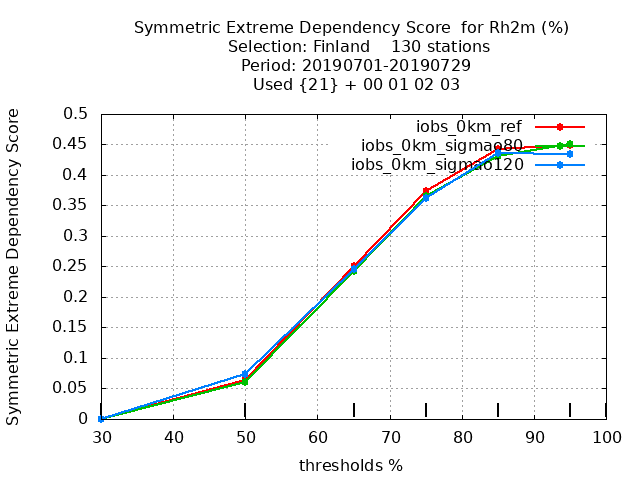 Symmetric Extreme Dependency Score for Rh2m (%)
Selection: Finland 130 stations
Period: 20190701-20190729
Used {21} + 00 01 02 03
Symmetric Extreme Dependency Score
0.5
0.45
0.4
0.35
0.3
0.25
0.2
0.15
0.1
0.05
0
iobs_0km_ref
iobs_0km_sigmao80
iobs_0km_sigmao120
30 40 50 60 70 80 90 100
thresholds %